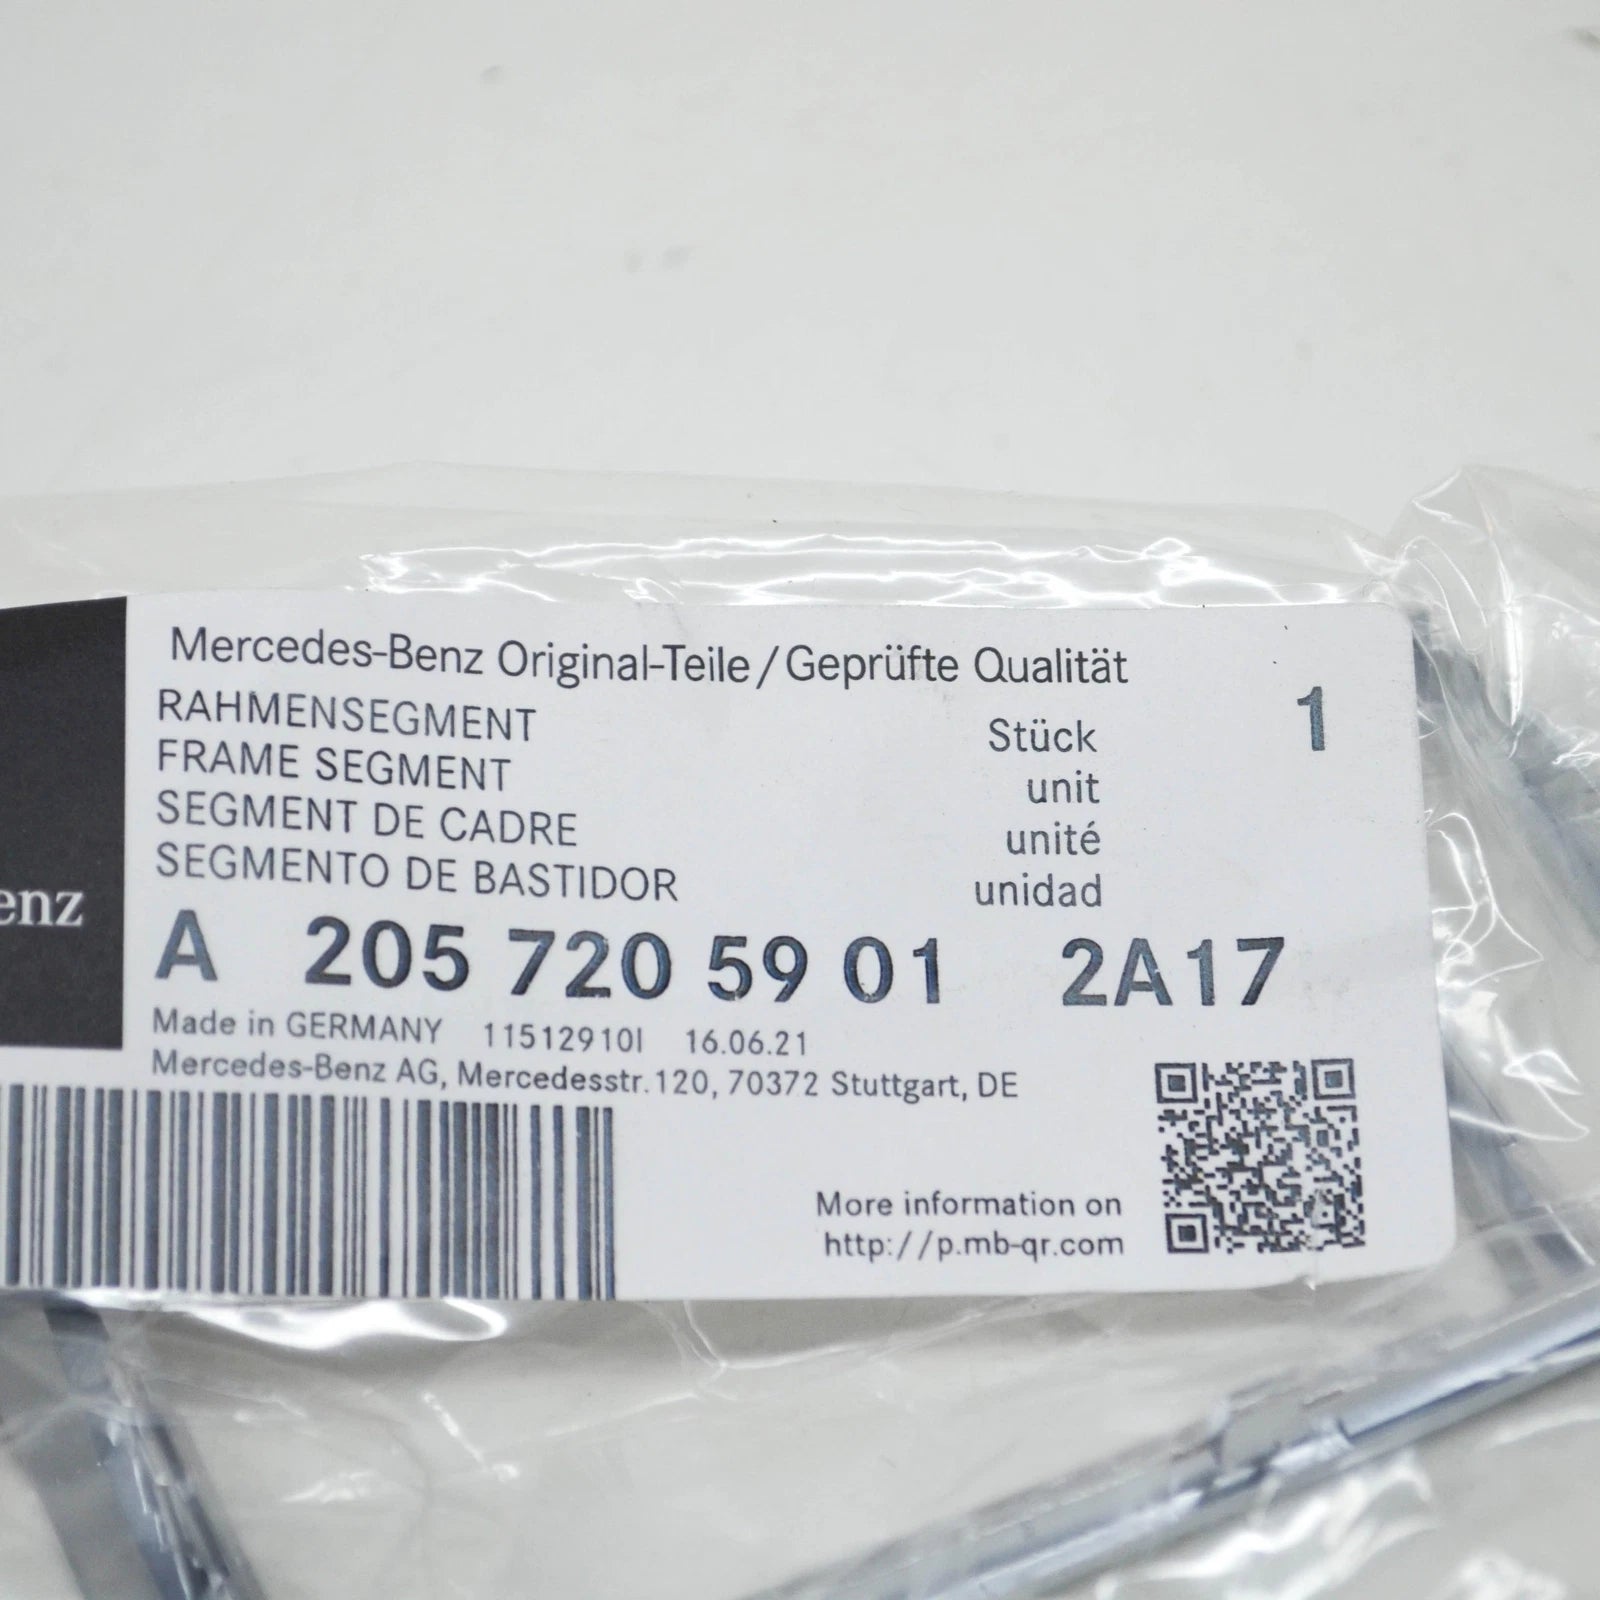 Mercedes-Benz Original-Teile/Geprüfte Qualität
RAHMENSEGMENT Stück 1
FRAME SEGMENT unit
SEGMENT DE CADRE unité
SEGMENTO DE BASTIDOR unidad
enz
A 205 720 59 01 2A17
Made in GERMANY 11512910I 16.06.21
Mercedes-Benz AG, Mercedesstr.120, 70372 Stuttgart, DE
More information on
http://p.mb-qr.com